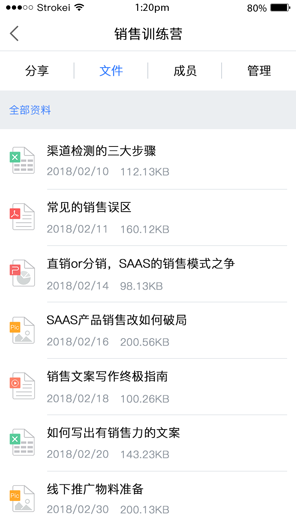 Strokei 1:20pm 80%
销售训练营
分享 文件 成员 管理
全部资料
渠道检测的三大步骤
2018/02/10 112.13KB
常见的销售误区
2018/02/11 160.12KB
直销or分销，SAAS的销售模式之争
2018/02/14 98.13KB
SAAS产品销售改如何破局
2018/02/16 200.56KB
销售文案写作终极指南
2018/02/18 100.26KB
如何写出有销售力的文案
2018/02/20 143.23KB
线下推广物料准备
2018/02/30 200.13KB